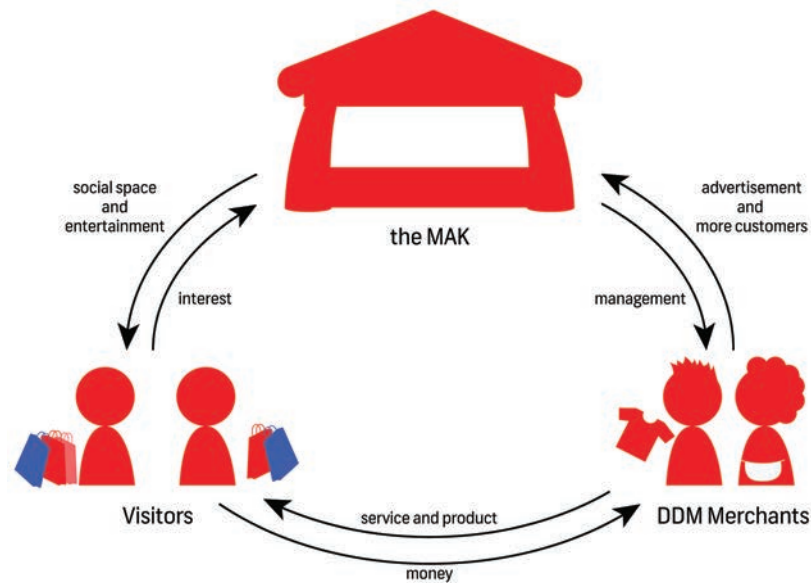 social space
and
entertainment
advertisement
and
more customers
the MAK
interest
management
Visitors
service and product
DDM Merchants
money